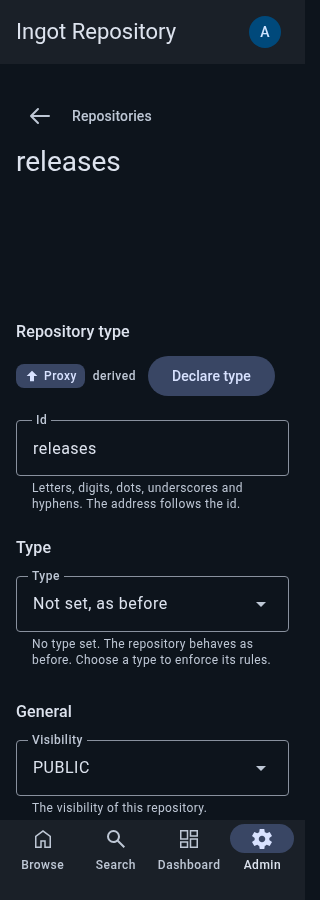 Ingot Repository
A
Repositories
releases
Repository type
Proxy derived Declare type
Id
releases
Letters, digits, dots, underscores and
hyphens. The address follows the id.
Type
Type
Not set, as before
No type set. The repository behaves as
before. Choose a type to enforce its rules.
General
Visibility
PUBLIC
The visibility of this repository.
Browse Search Dashboard Admin